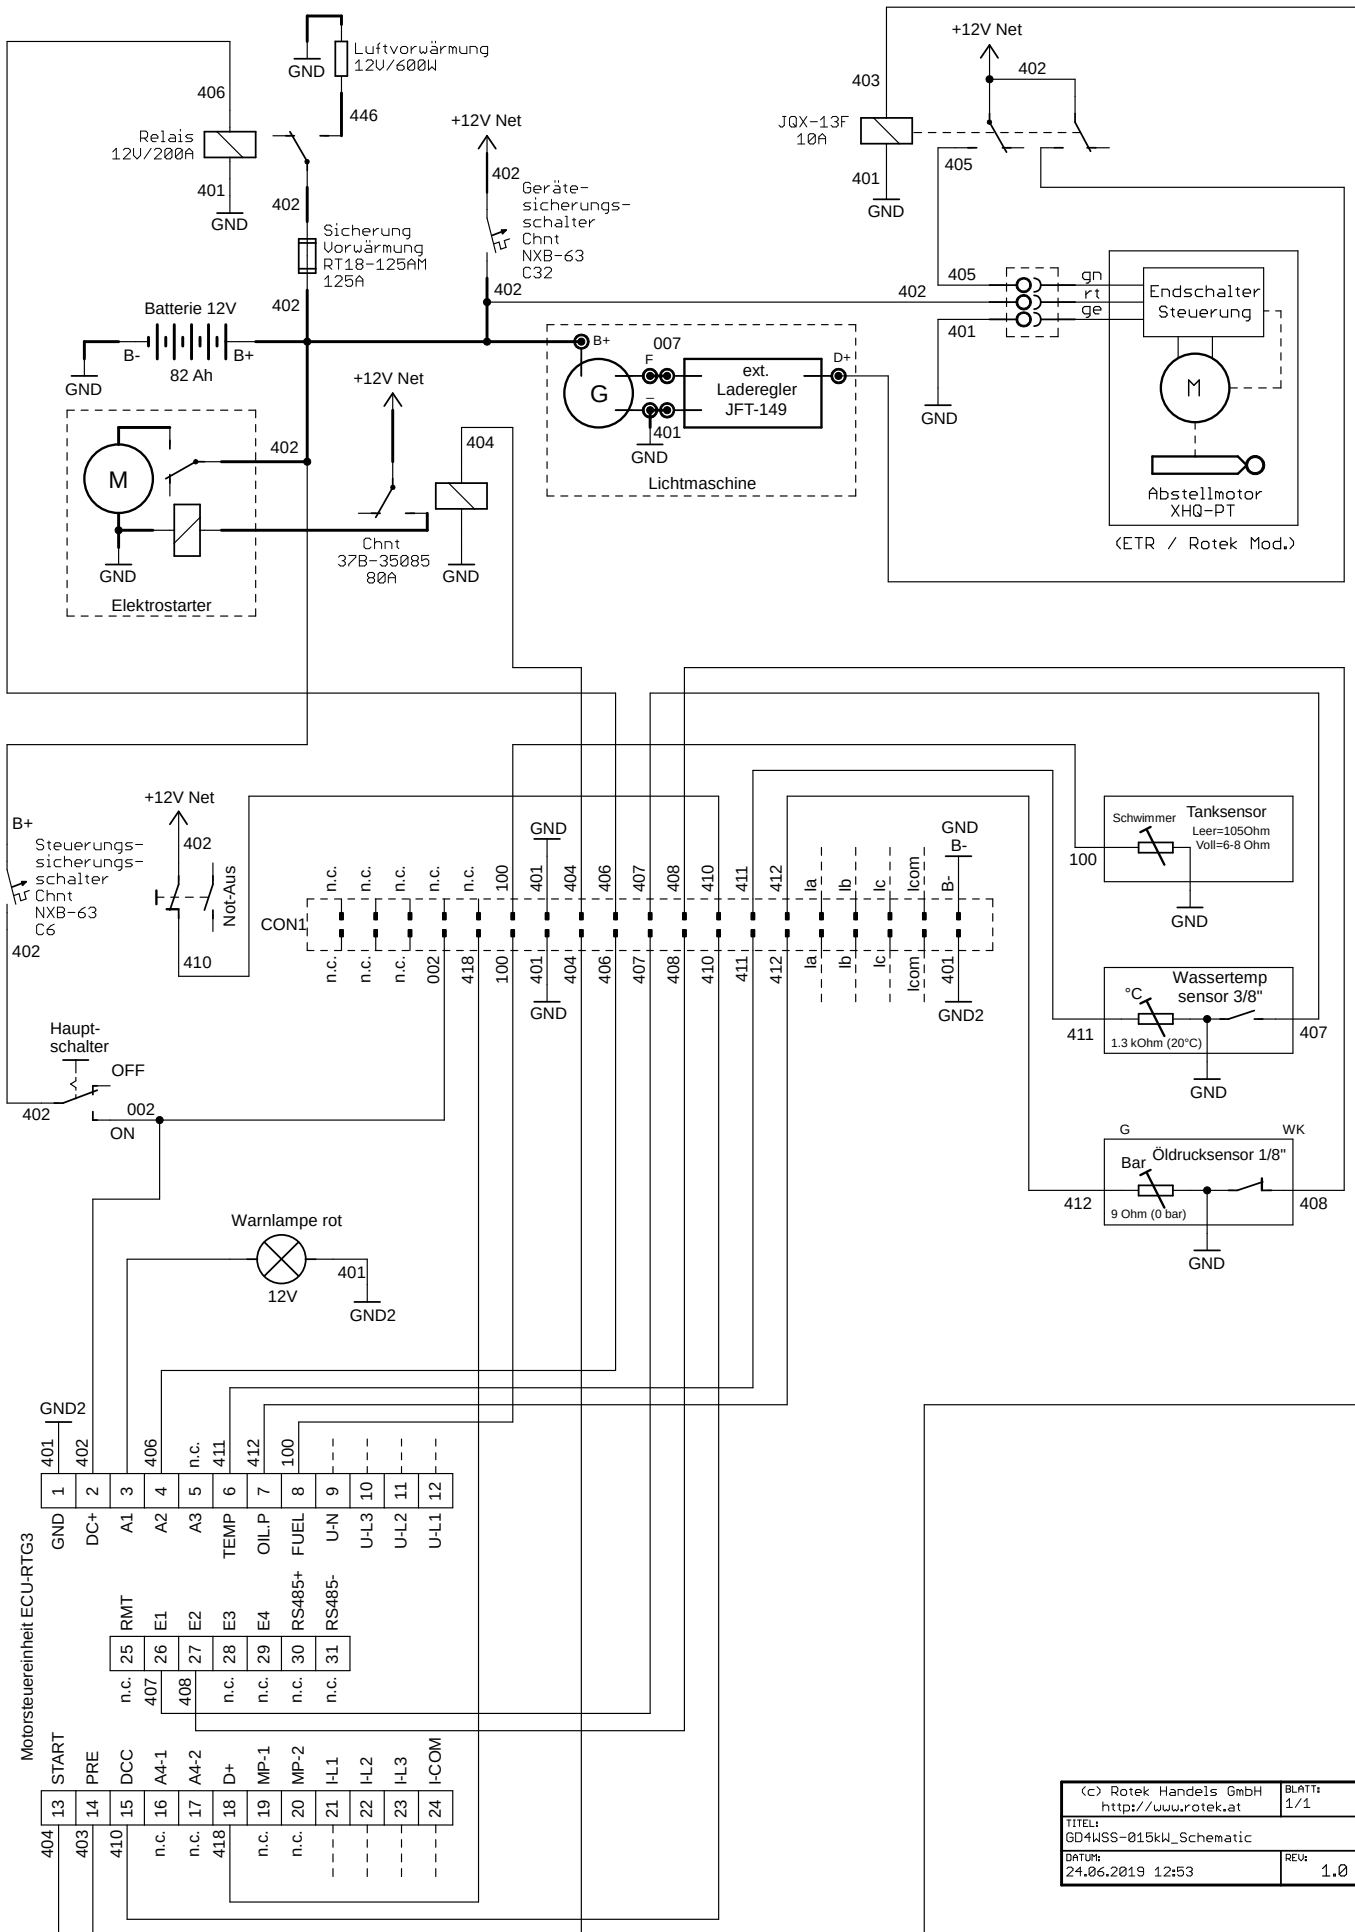 Luftvorwärmung
12V/600W
GND
446
406
Relais
12V/200A
401
GND
402
Sicherung
Vorwärmung
RT18-125AM
125A
402
+12V Net
402
Geräte-
sicherungs-
schalter
Chnt
NXB-63
C32
402
+12V Net
402
403
JQX-13F
10A
405
401
GND
402
405
gn
rt
ge
401
GND
Endschalter
Steuerung
M
Abstellmotor
XHQ-PT
(ETR / Rotek Mod.)
Batterie 12V
B-
B+
82 Ah
GND
B+
G
F
007
–
401
GND
ext.
Laderegler
JFT-149
D+
Lichtmaschine
+12V Net
404
402
M
GND
Elektrostarter
Chnt
37B-35085
80A
GND
B+
Steuerungs-
sicherungs-
schalter
Chnt
NXB-63
C6
402
+12V Net
402
Not-Aus
410
GND
GND
B-
n.c.
n.c.
n.c.
n.c.
n.c.
100
401
404
406
407
408
410
411
412
Ia
Ib
Ic
Icom
B-
CON1
n.c.
n.c.
n.c.
002
418
100
401
404
406
407
408
410
411
412
Ia
Ib
Ic
Icom
401
GND
GND2
Schwimmer
Tanksensor
Leer=105Ohm
Voll=6-8 Ohm
100
GND
Wassertemp
sensor 3/8"
°C
1.3 kOhm (20°C)
411
407
GND
G
WK
Öldrucksensor 1/8"
Bar
9 Ohm (0 bar)
412
408
GND
Haupt-
schalter
OFF
402
002
ON
Warnlampe rot
12V
401
GND2
GND2
401
402
406
n.c.
411
412
100
1
2
3
4
5
6
7
8
9
10
11
12
GND
DC+
A1
A2
A3
TEMP
OIL.P
FUEL
U-N
U-L3
U-L2
U-L1
Motorsteuereinheit ECU-RTG3
RMT
E1
E2
E3
E4
RS485+
RS485-
25
26
27
28
29
30
31
n.c.
407
408
n.c.
n.c.
n.c.
n.c.
START
PRE
DCC
A4-1
A4-2
D+
MP-1
MP-2
I-L1
I-L2
I-L3
I-COM
13
14
15
16
17
18
19
20
21
22
23
24
404
403
410
n.c.
n.c.
418
n.c.
n.c.
(c) Rotek Handels GmbH
http://www.rotek.at
BLATT:
1/1
TITEL:
GD4WSS-015kW_Schematic
DATUM:
24.06.2019 12:53
REV:
1.0